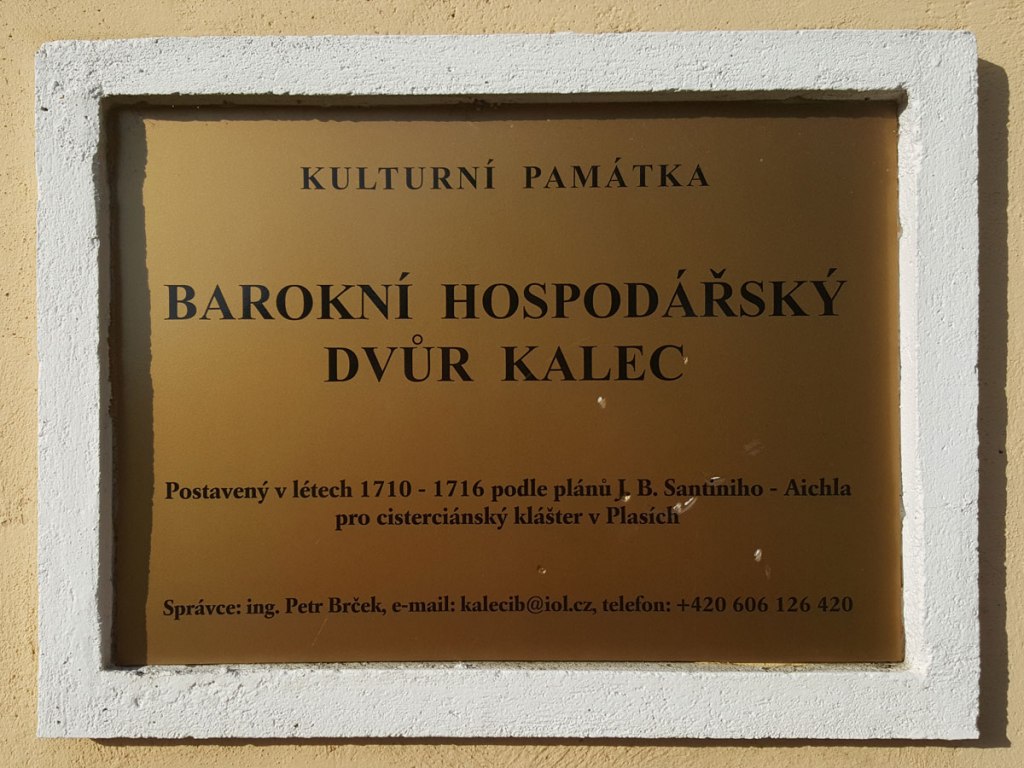 KULTURNÍ PAMÁTKA
BAROKNÍ HOSPODÁŘSKÝ
DVŮR KALEC
Postavený v létech 1710 - 1716 podle plánů J. B. Santiniho - Aichla
pro cisterciánský klášter v Plasích
Správce: ing. Petr Brček, e-mail: kalecib@iol.cz, telefon: +420 606 126 420